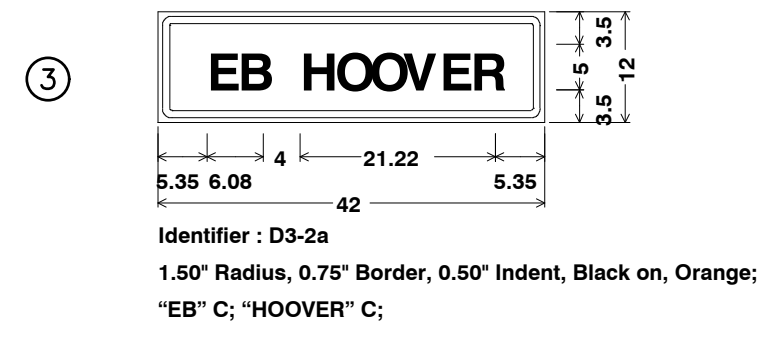 3
EB HOOVER
3.5
5
12
3.5
4
21.22
5.35 6.08
5.35
42
Identifier : D3-2a
1.50" Radius, 0.75" Border, 0.50" Indent, Black on, Orange;
“EB” C; “HOOVER” C;